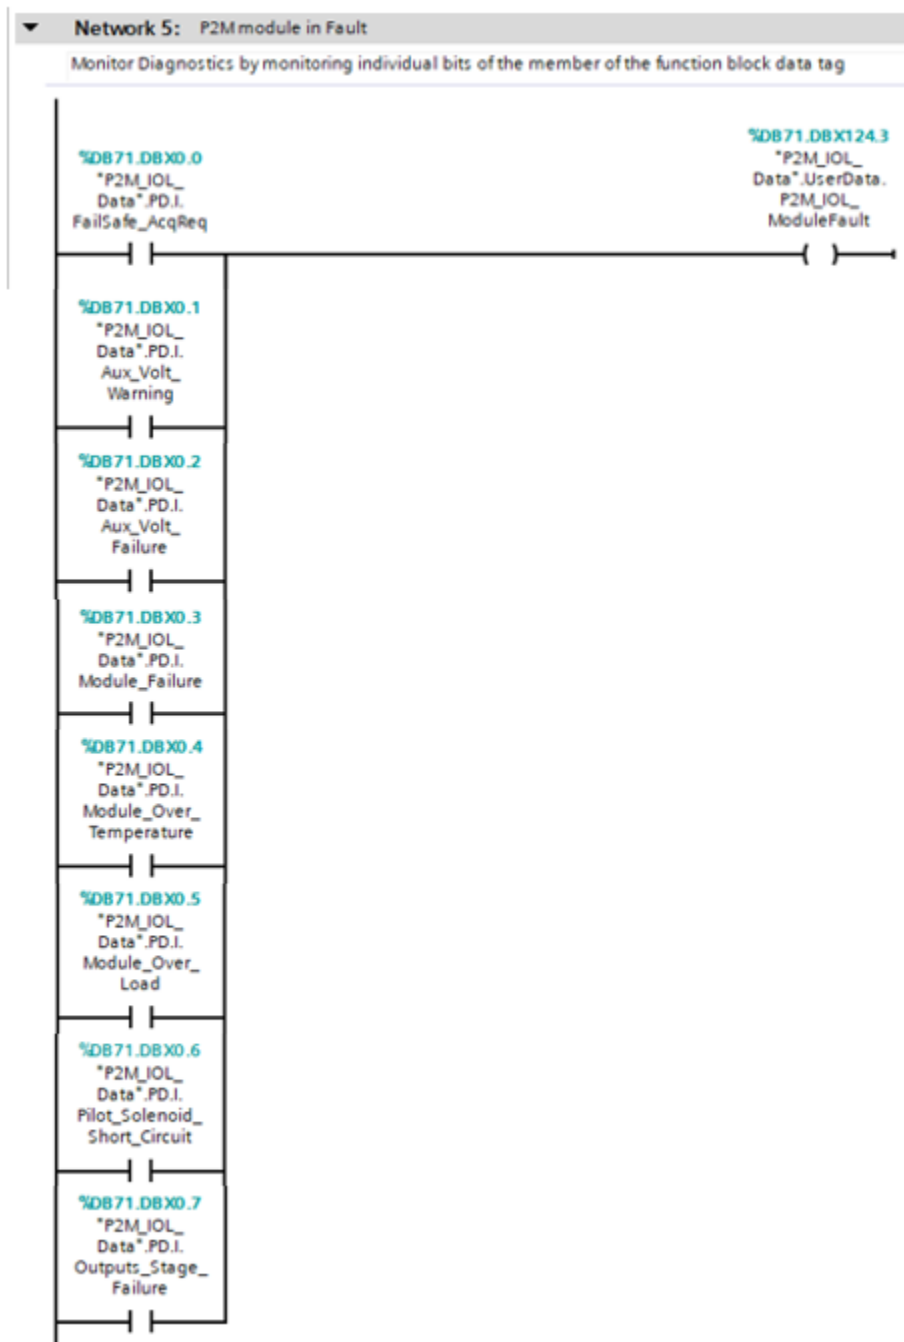 Network 5: P2M module in Fault
Monitor Diagnostics by monitoring individual bits of the member of the function block data tag
%DB71.DBX0.0
"P2M_IOL_
Data".PD.I.
FailSafe_AcqReq
%DB71.DBX124.3
"P2M_IOL_
Data".UserData.
P2M_IOL_
ModuleFault
%DB71.DBX0.1
"P2M_IOL_
Data".PD.I.
Aux_Volt_
Warning
%DB71.DBX0.2
"P2M_IOL_
Data".PD.I.
Aux_Volt_
Failure
%DB71.DBX0.3
"P2M_IOL_
Data".PD.I.
Module_Failure
%DB71.DBX0.4
"P2M_IOL_
Data".PD.I.
Module_Over_
Temperature
%DB71.DBX0.5
"P2M_IOL_
Data".PD.I.
Module_Over_
Load
%DB71.DBX0.6
"P2M_IOL_
Data".PD.I.
Pilot_Solenoid_
Short_Circuit
%DB71.DBX0.7
"P2M_IOL_
Data".PD.I.
Outputs_Stage_
Failure